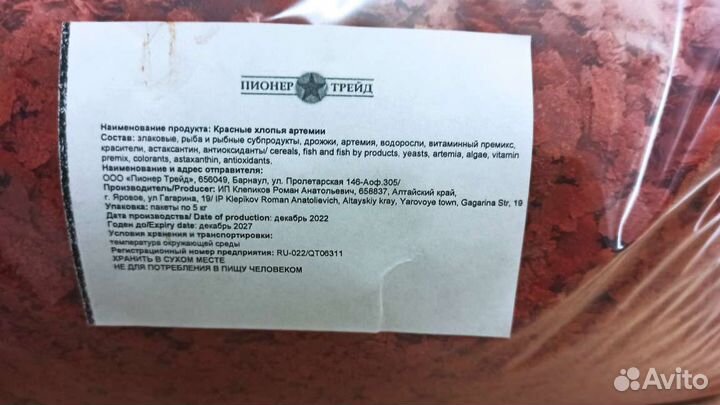 ПИОНЕР ТРЕЙД
Наименование продукта: Красные хлопья артемии
Состав: злаковые, рыба и рыбные субпродукты, дрожжи, артемия, водоросли, витаминный премикс,
красители, астаксантин, антиоксиданты/ cereals, fish and fish by products, yeasts, artemia, algae, vitamin
premix, colorants, astaxanthin, antioxidants.
Наименование и адрес отправителя:
ООО «Пионер Трейд», 656049, Барнаул, ул. Пролетарская 146-Аоф.305/
Производитель/Producer: ИП Клепиков Роман Анатольевич, 658837, Алтайский край,
г. Яровое, ул Гагарина, 19/ IP Klepikov Roman Anatolievich, Altayskiy kray, Yarovoye town, Gagarina Str, 19
Упаковка: пакеты по 5 кг
Дата производства/ Date of production: декабрь 2022
Годен до/Expiry date: декабрь 2027
Условия хранения и транспортировки:
температура окружающей среды
Регистрационный номер предприятия: RU-022/QT06311
ХРАНИТЬ В СУХОМ МЕСТЕ
НЕ ДЛЯ ПОТРЕБЛЕНИЯ В ПИЩУ ЧЕЛОВЕКОМ
Avito